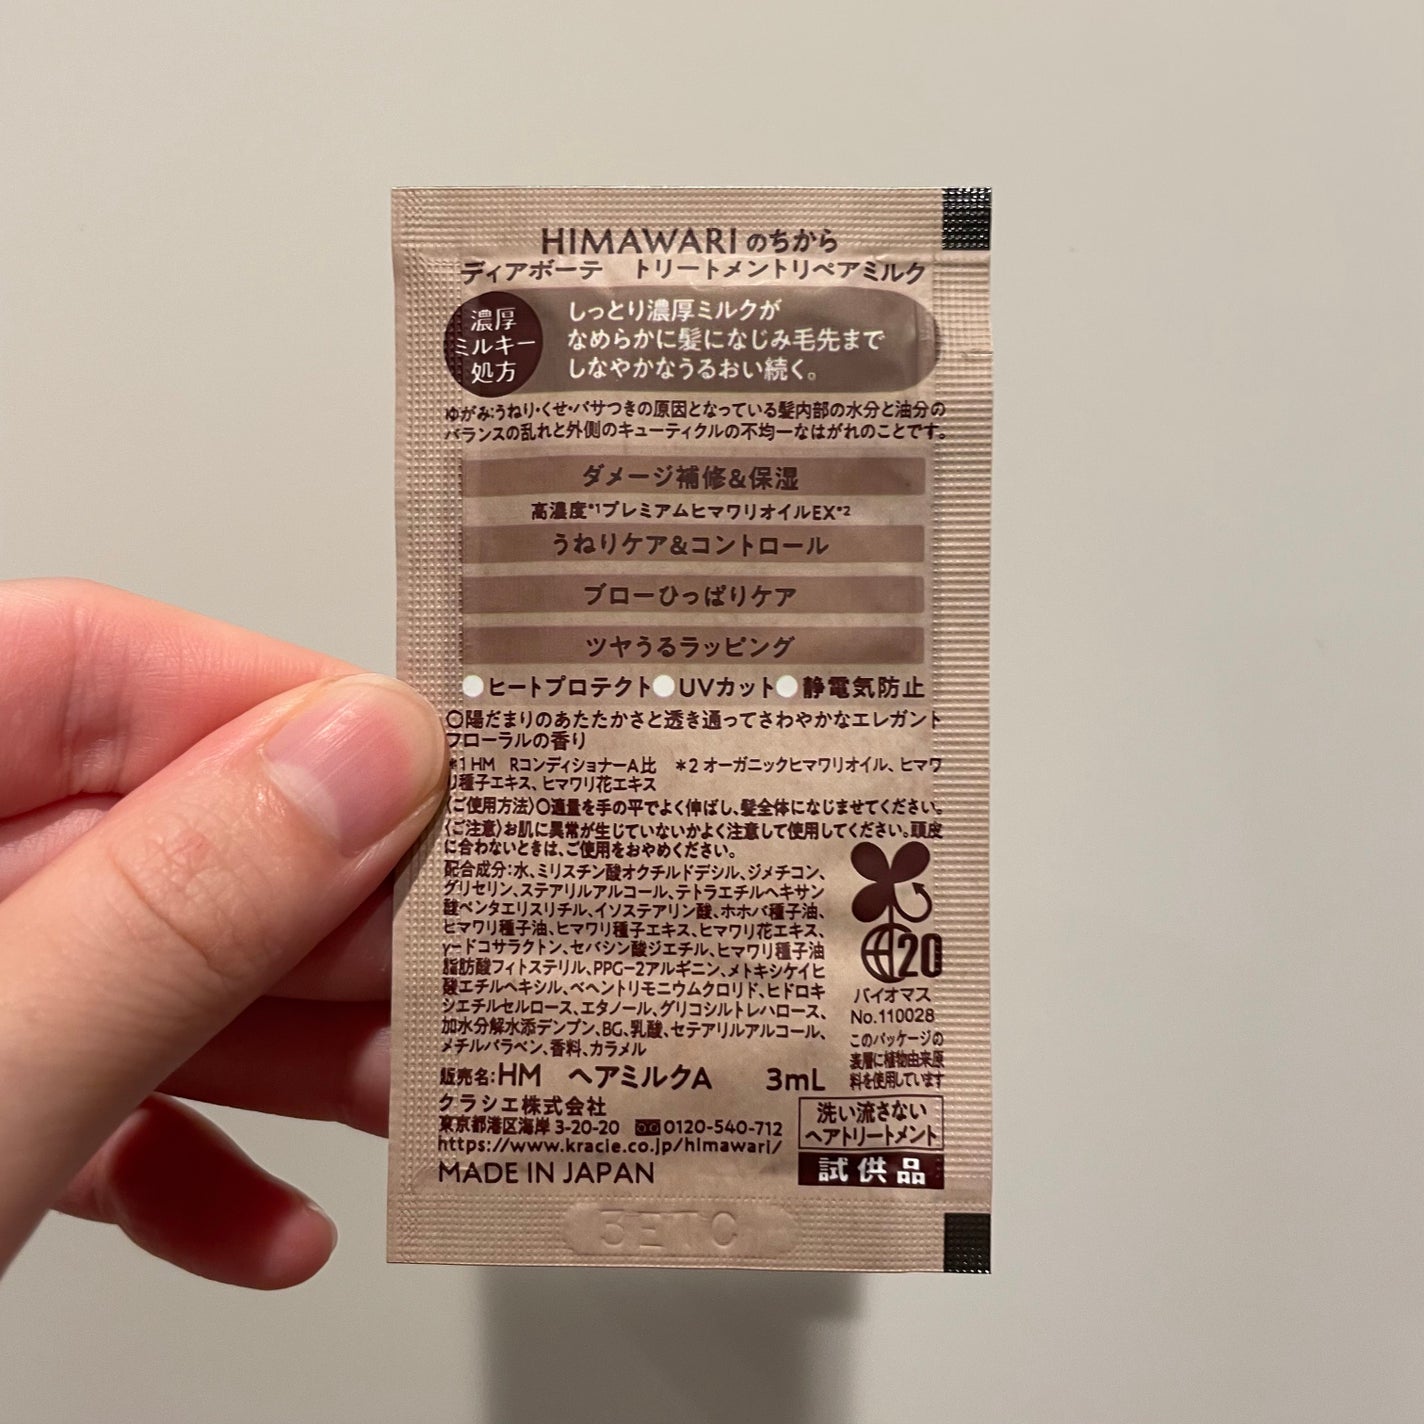 HIMAWARIのちから
ディアボーテ　トリートメントリペアミルク
濃厚
ミルキー
処方
しっとり濃厚ミルクが
なめらかに髪になじみ毛先まで
しなやかなうるおい続く。
ゆがみ:うねり・くせ・パサつきの原因となっている髪内部の水分と油分の
バランスの乱れと外側のキューティクルの不均一なはがれのことです。
ダメージ補修&保湿
高濃度*1プレミアムヒマワリオイルEX*2
うねりケア&コントロール
ブローひっぱりケア
ツヤうるラッピング
ヒートプロテクト UVカット 静電気防止
〇陽だまりのあたたかさと透き通ってさわやかなエレガント
フローラルの香り
*1 HM　RコンディショナーA比　*2 オーガニックヒマワリオイル、ヒマワ
リ種子エキス、ヒマワリ花エキス
〈ご使用方法〉〇適量を手の平でよく伸ばし、髪全体になじませてください。
〈ご注意〉お肌に異常が生じていないかよく注意して使用してください。頭皮
に合わないときは、ご使用をおやめください。
配合成分:水、ミリスチン酸オクチルドデシル、ジメチコン、
グリセリン、ステアリルアルコール、テトラエチルヘキサン
酸ペンタエリスリチル、イソステアリン酸、ホホバ種子油、
ヒマワリ種子油、ヒマワリ種子エキス、ヒマワリ花エキス、
γ-ドコサラクトン、セバシン酸ジエチル、ヒマワリ種子油
脂肪酸フィトステリル、PPG-2アルギニン、メトキシケイヒ
酸エチルヘキシル、ベヘントリモニウムクロリド、ヒドロキ
シエチルセルロース、エタノール、グリコシルトレハロース、
加水分解水添デンプン、BG、乳酸、セテアリルアルコール、
メチルパラベン、香料、カラメル
20
バイオマス
No.110028
このパッケージの
表層に植物由来原
料を使用しています
販売名:HM　ヘアミルクA　3mL
クラシエ株式会社
東京都港区海岸 3-20-20 0120-540-712
https://www.kracie.co.jp/himawari/
MADE IN JAPAN
洗い流さない
ヘアトリートメント
試供品